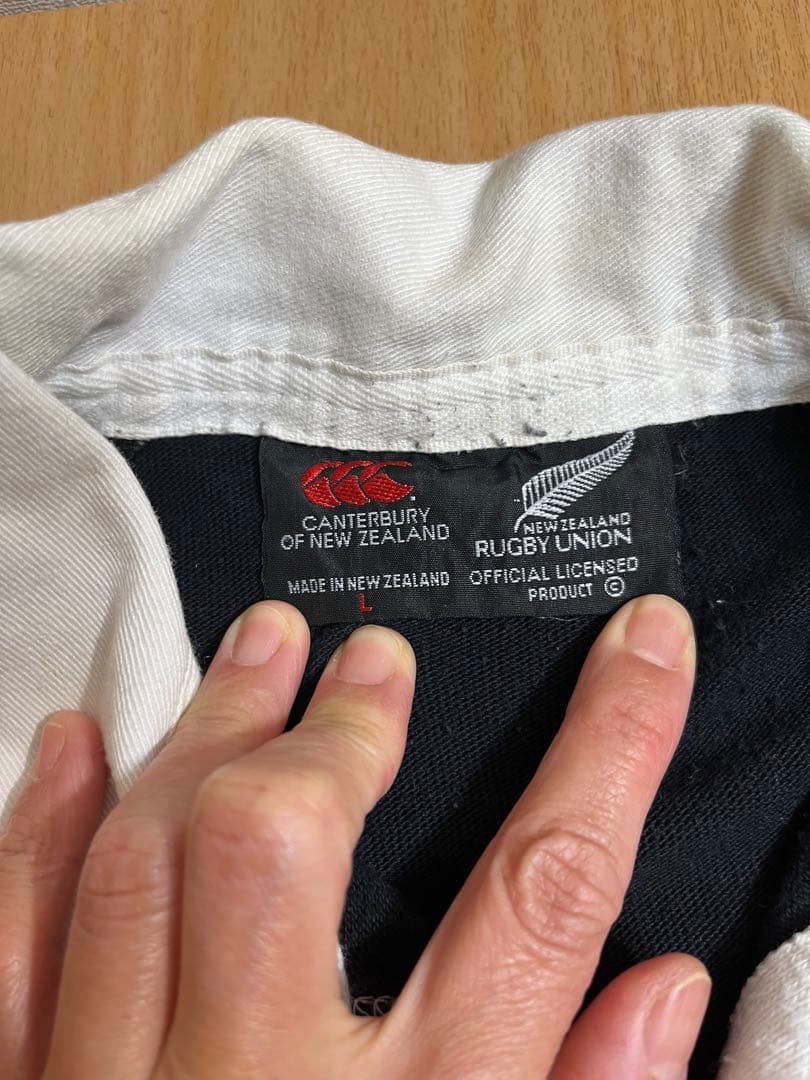 CANTERBURY
OF NEW ZEALAND
MADE IN NEW ZEALAND
L
NEW ZEALAND
RUGBY UNION
OFFICIAL LICENSED
PRODUCT ©